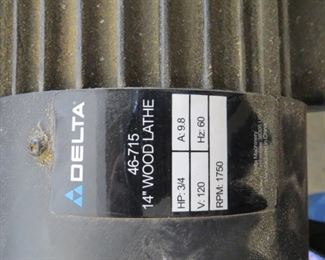 DELTA
46-715
14" WOOD LATHE
HP: 3/4 A: 9.8
V: 120 Hz: 60
RPM: 1750